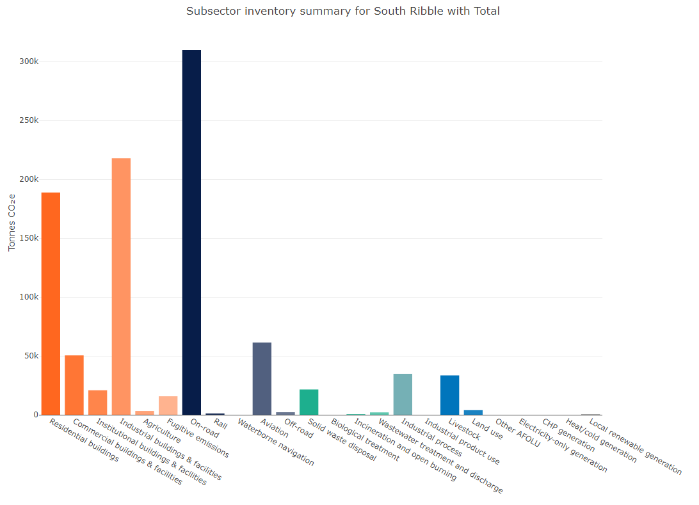 Subsector inventory summary for South Ribble with Total
Tonnes CO₂e
300k
250k
200k
150k
100k
50k
0
Residential buildings
Commercial buildings & facilities
Institutional buildings & facilities
Industrial buildings & facilities
Agriculture
Fugitive emissions
On-road
Rail
Waterborne navigation
Aviation
Off-road
Solid waste disposal
Biological treatment
Incineration and open burning
Wastewater treatment and discharge
Industrial process
Industrial product use
Livestock
Land use
Other AFOLU
Electricity-only generation
CHP generation
Heat/cold generation
Local renewable generation